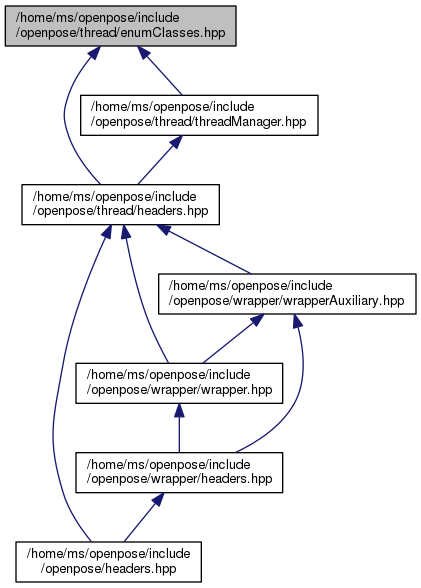 /home/ms/openpose/include
/openpose/thread/enumClasses.hpp
/home/ms/openpose/include
/openpose/thread/threadManager.hpp
/home/ms/openpose/include
/openpose/thread/headers.hpp
/home/ms/openpose/include
/openpose/wrapper/wrapperAuxiliary.hpp
/home/ms/openpose/include
/openpose/wrapper/wrapper.hpp
/home/ms/openpose/include
/openpose/wrapper/headers.hpp
/home/ms/openpose/include
/openpose/headers.hpp